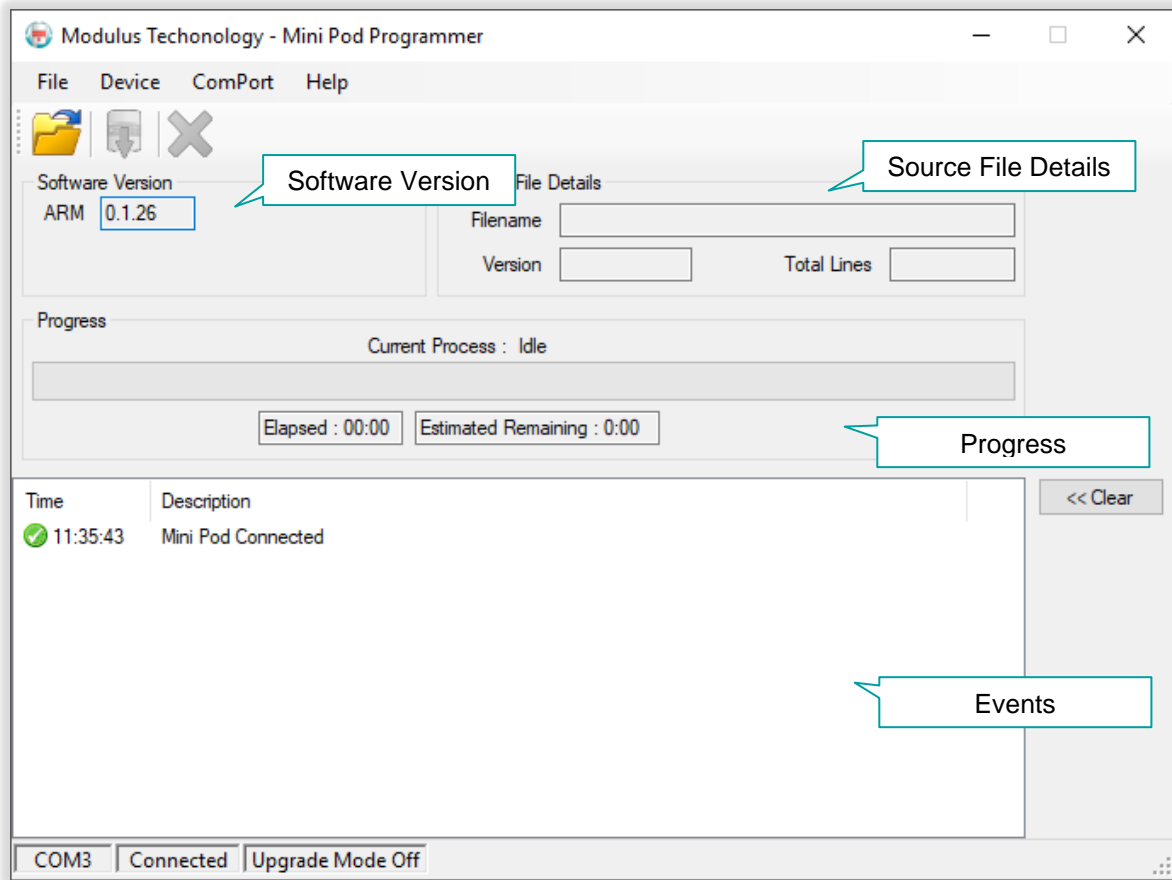 Modulus Techonology - Mini Pod Programmer
File Device ComPort Help
Software Version
Source File Details
Software Version File Details
ARM 0.1.26
Filename
Version Total Lines
Progress
Current Process : Idle
Elapsed : 00:00 Estimated Remaining : 0:00
Progress
Time Description << Clear
11:35:43 Mini Pod Connected
Events
COM3 Connected Upgrade Mode Off